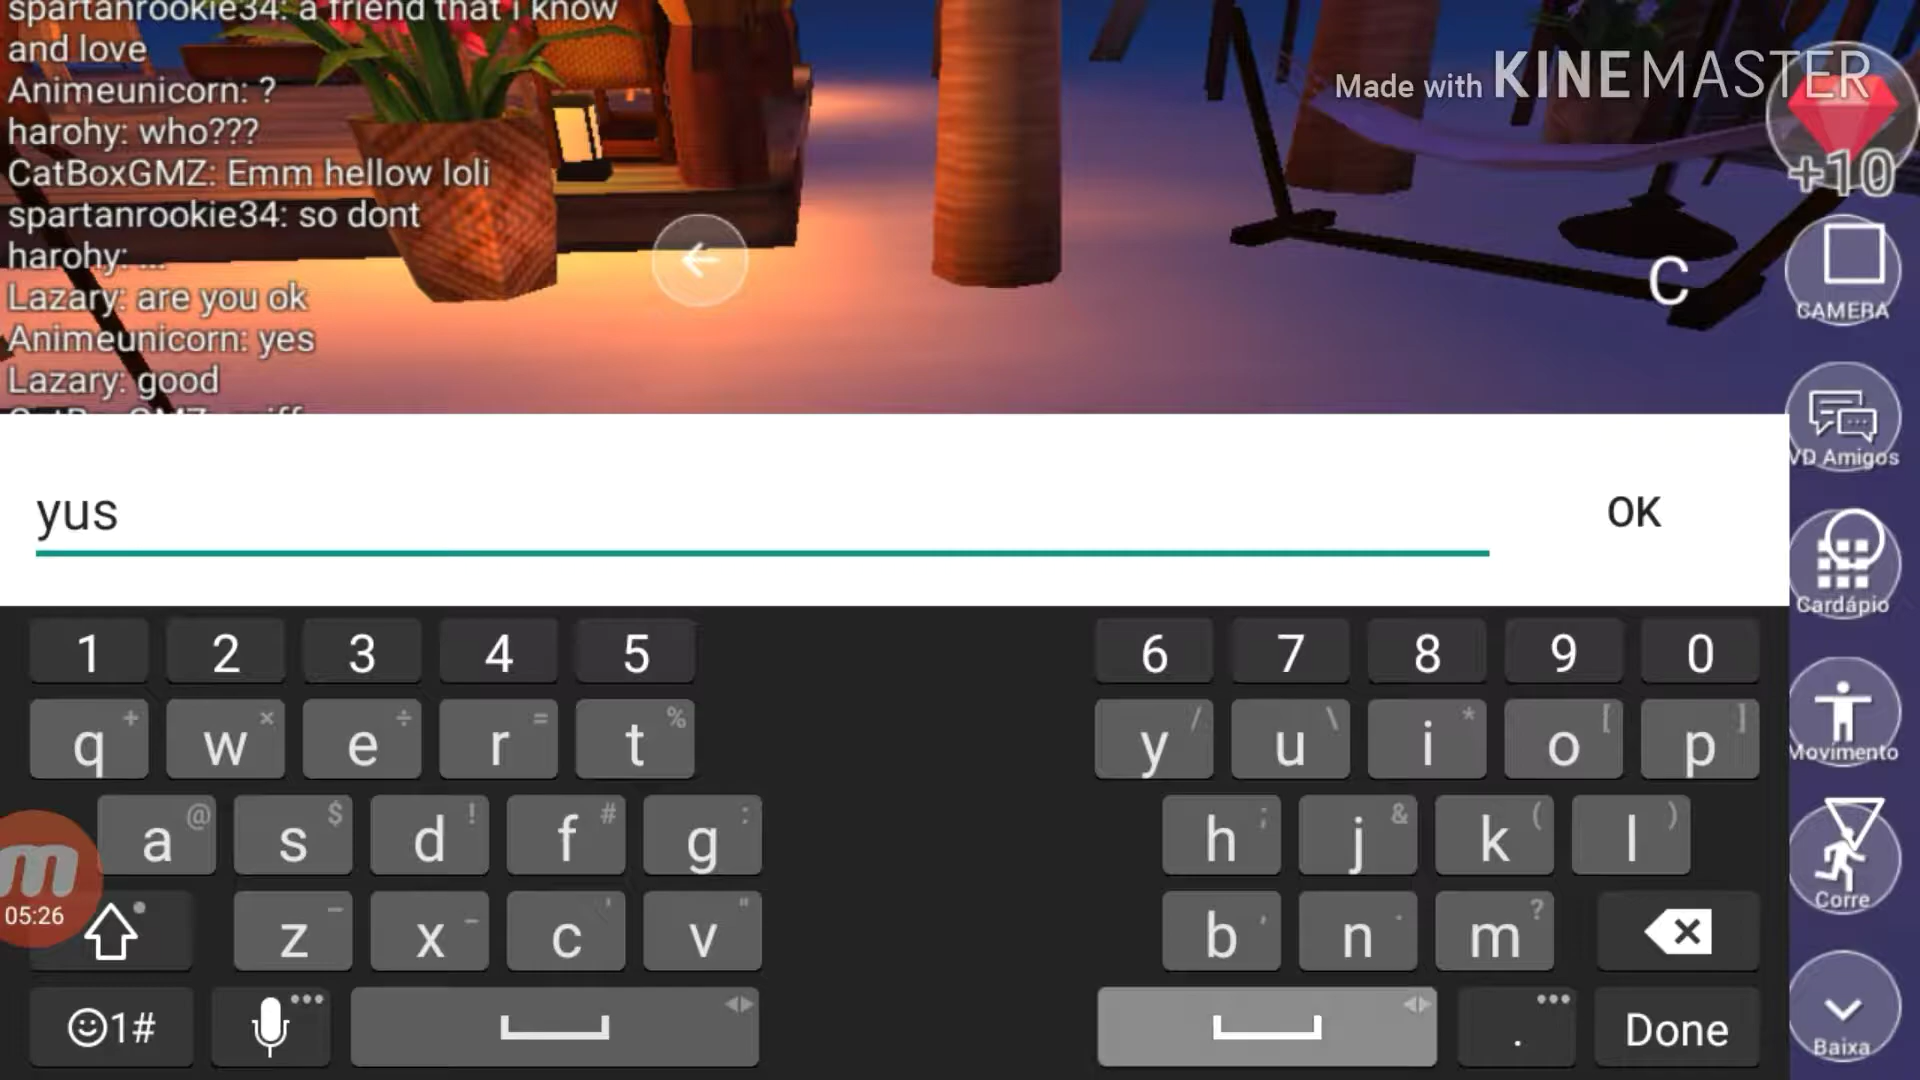 spartanrookie34: a friend that i know
and love
Animeunicorn: ?
harohy: who???
CatBoxGMZ: Emm hellow loli
spartanrookie34: so dont
harohy: ...
Lazary: are you ok
Animeunicorn: yes
Lazary: good
Made with KINEMASTER
+10
C
CAMERA
VD Amigos
Cardápio
Movimento
Corre
Baixa
yus
OK
1 2 3 4 5 6 7 8 9 0
q + w × e ÷ r = t % y / u \ i * o [ p ]
a @ s $ d ! f # g : h ; j & k ( l )
m
05:26
z - x _ c ' v " b , n . m ?
1# ... . ... Done